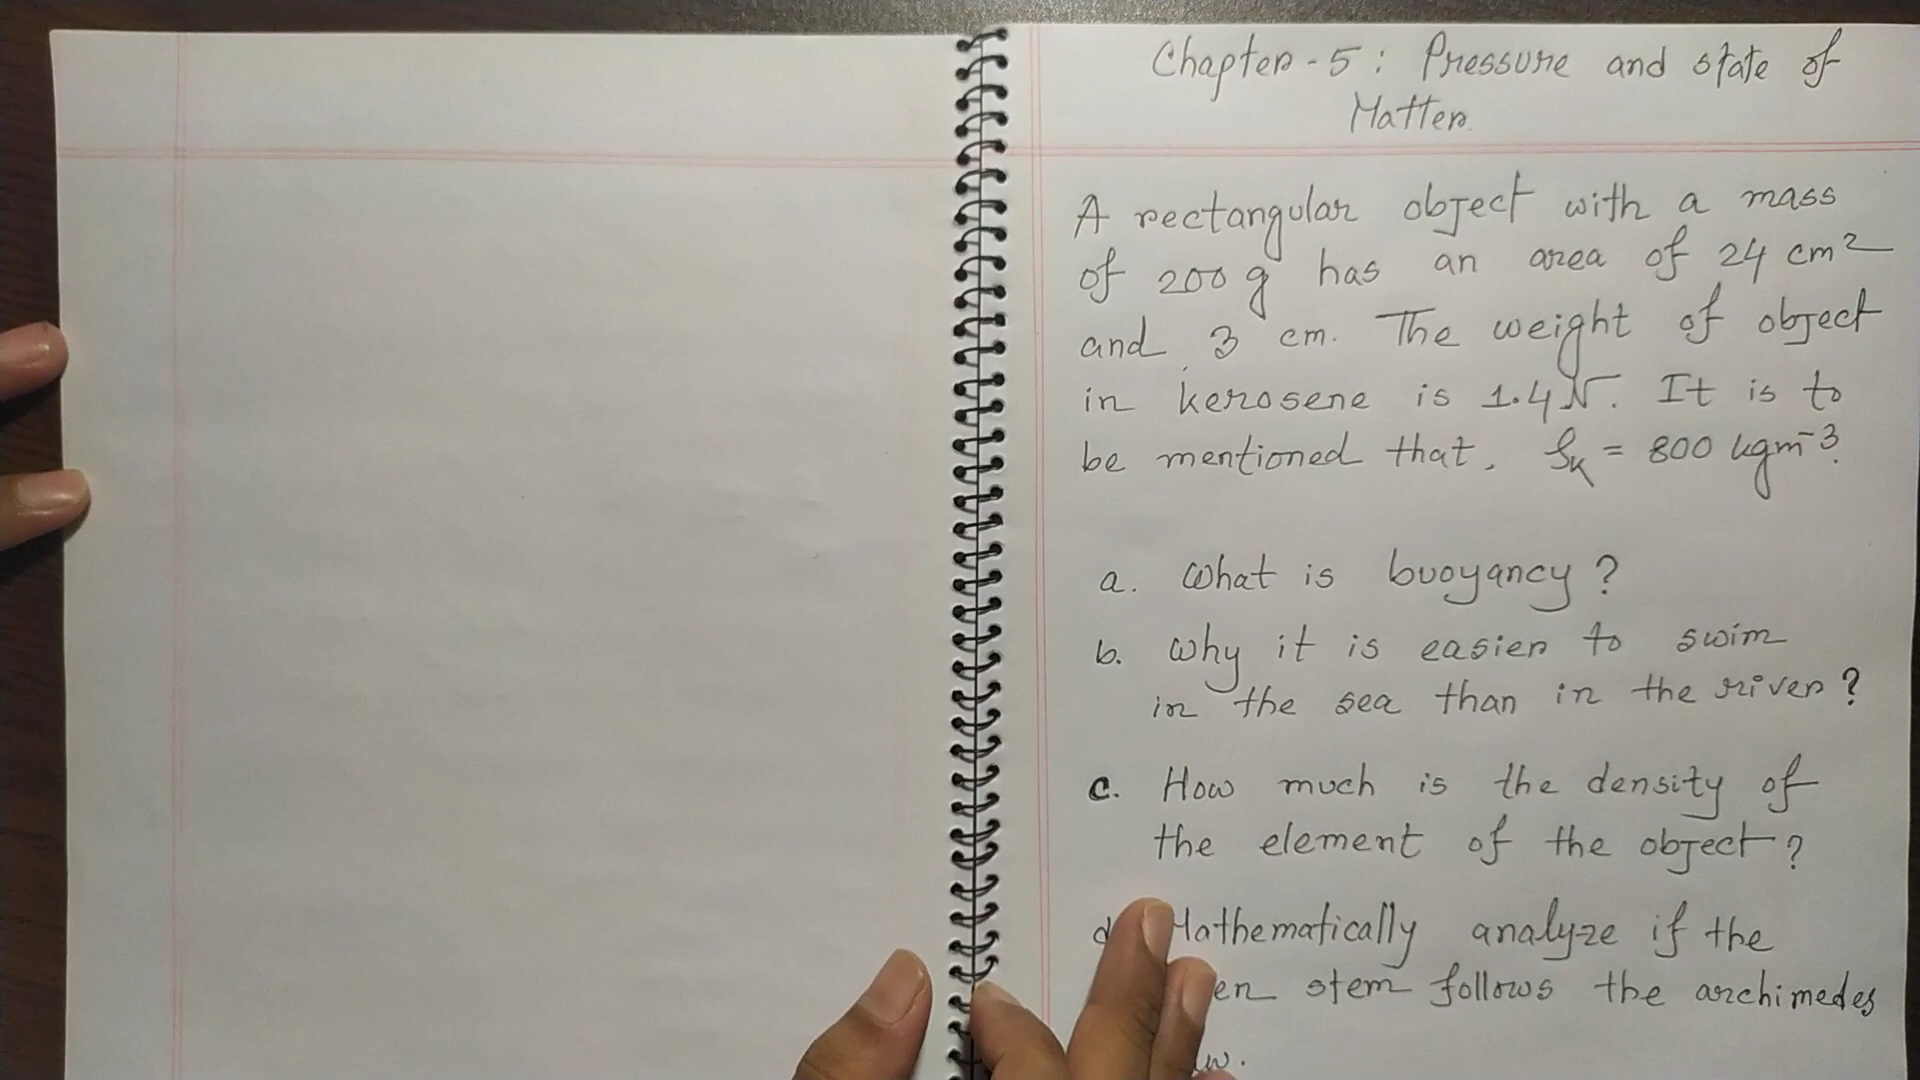 Chapter-5: Pressure and state of
Matter.
A rectangular object with a mass
of 200 g has an area of 24 cm²
and 3 cm. The weight of object
in kerosene is 1.4N. It is to
be mentioned that, ρₖ = 800 kgm⁻³.
a. What is buoyancy?
b. Why it is easier to swim
in the sea than in the river?
c. How much is the density of
the element of the object?
d Mathematically analyze if the
stem follows the archimedes